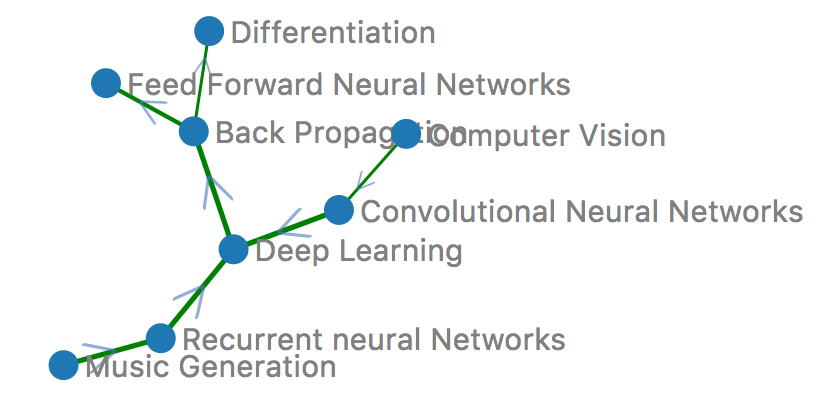 Differentiation
Feed Forward Neural Networks
Back Propagation
Computer Vision
Convolutional Neural Networks
Deep Learning
Recurrent neural Networks
Music Generation